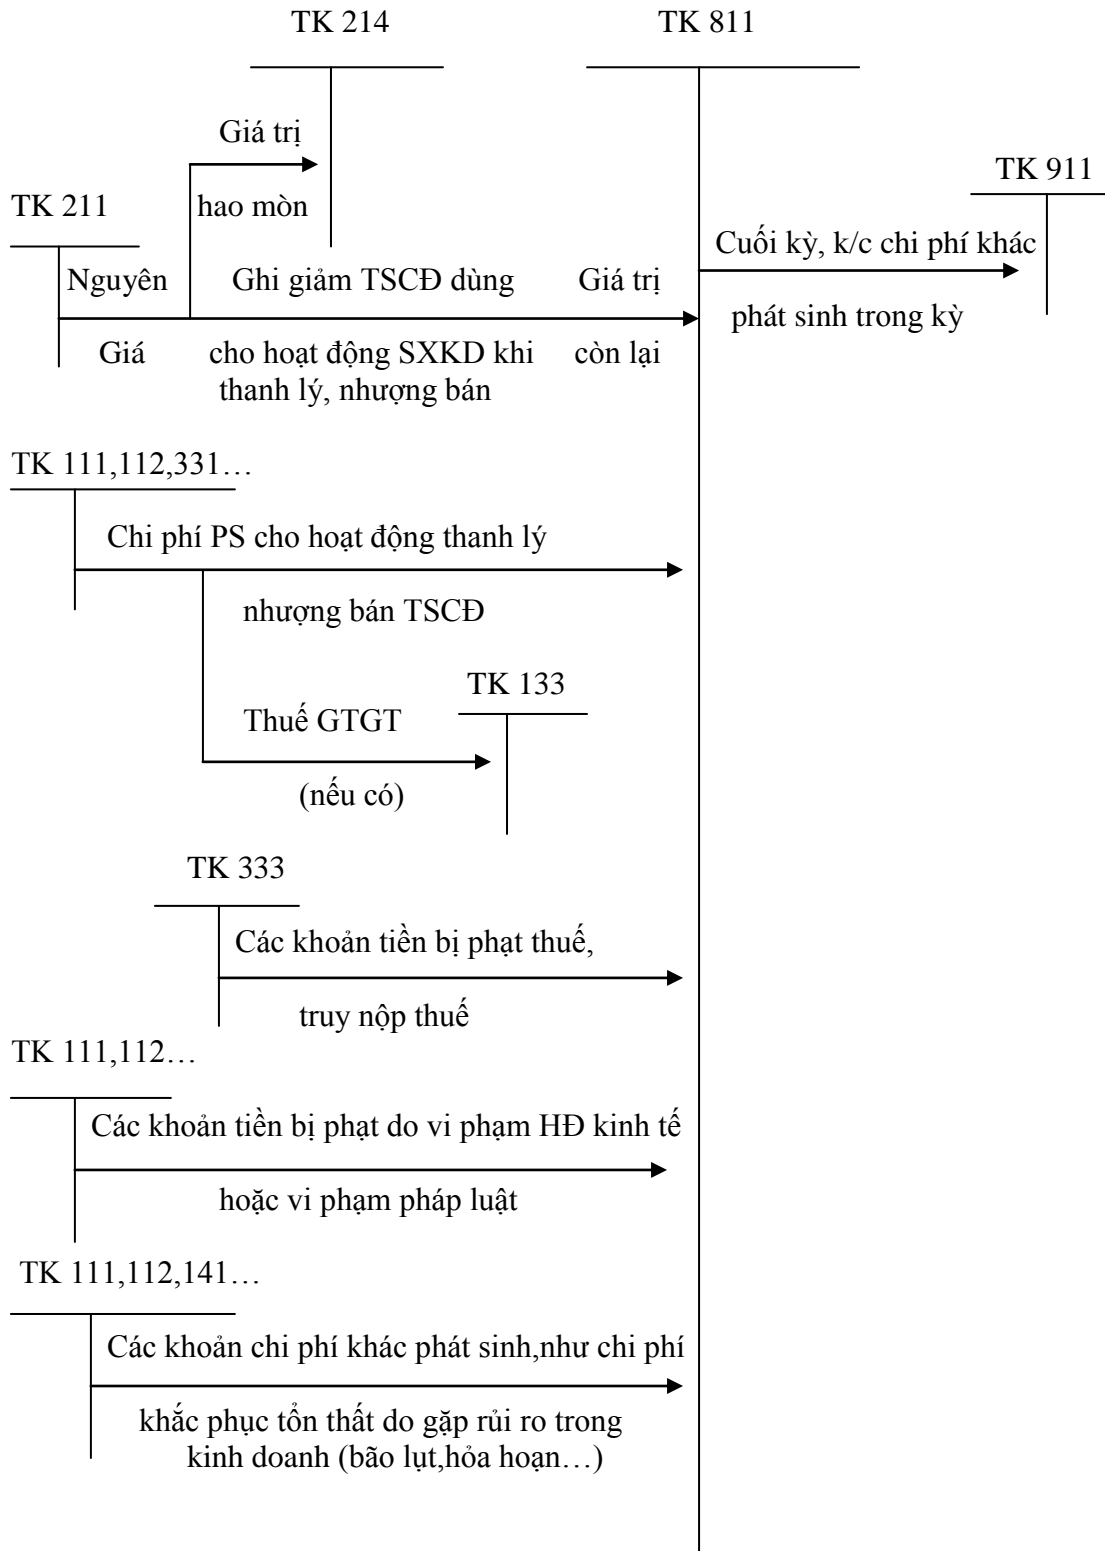 TK 214
TK 811
Giá trị
TK 911
TK 211
hao mòn
Cuối kỳ, k/c chi phí khác
Nguyên
Ghi giảm TSCĐ dùng
Giá trị
phát sinh trong kỳ
Giá
cho hoạt động SXKD khi
còn lại
thanh lý, nhượng bán
TK 111,112,331…
Chi phí PS cho hoạt động thanh lý
nhượng bán TSCĐ
TK 133
Thuế GTGT
(nếu có)
TK 333
Các khoản tiền bị phạt thuế,
truy nộp thuế
TK 111,112…
Các khoản tiền bị phạt do vi phạm HĐ kinh tế
hoặc vi phạm pháp luật
TK 111,112,141…
Các khoản chi phí khác phát sinh,như chi phí
khắc phục tổn thất do gặp rủi ro trong
kinh doanh (bão lụt,hỏa hoạn…)